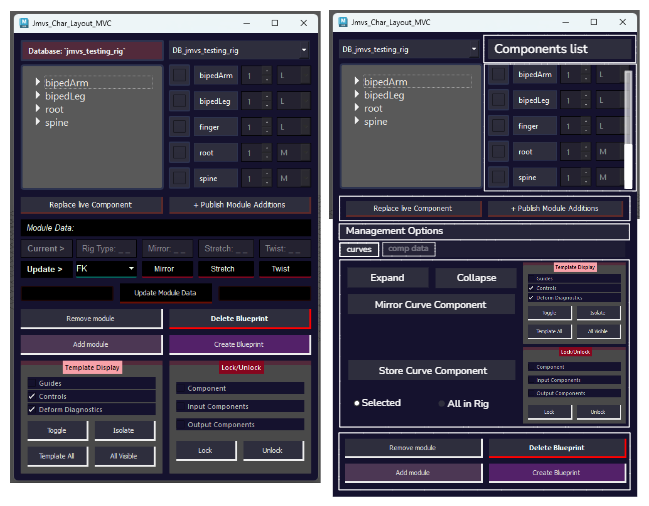 Jmvs_Char_Layout_MVC
Database: `jmvs_testing_rig`
DB_jmvs_testing_rig
bipedArm
bipedLeg
root
spine
bipedArm 1 L
bipedLeg 1 L
finger 1 L
root 1 M
spine 1 M
Replace live Component
+ Publish Module Additions
Module Data:
Current > Rig Type: _ _ Mirror: _ _ Stretch: _ _ Twist: _ _
Update > FK Mirror Stretch Twist
Update Module Data
Remove module
Delete Blueprint
Add module
Create Blueprint
Template Display
Guides
Controls
Deform Diagnostics
Toggle
Isolate
Template All
All Visible
Lock/Unlock
Component
Input Components
Output Components
Lock
Unlock
Jmvs_Char_Layout_MVC
DB_jmvs_testing_rig
Components list
bipedArm
bipedLeg
root
spine
bipedArm 1 L
bipedLeg 1 L
finger 1 L
root 1 M
spine 1 M
Replace live Component
+ Publish Module Additions
Management Options
curves
comp data
Expand
Collapse
Mirror Curve Component
Store Curve Component
Selected
All in Rig
Template Display
Guides
Controls
Deform Diagnostics
Toggle
Isolate
Template All
All Visible
Lock/Unlock
Component
Input Components
Output Components
Lock
Unlock
Remove module
Delete Blueprint
Add module
Create Blueprint